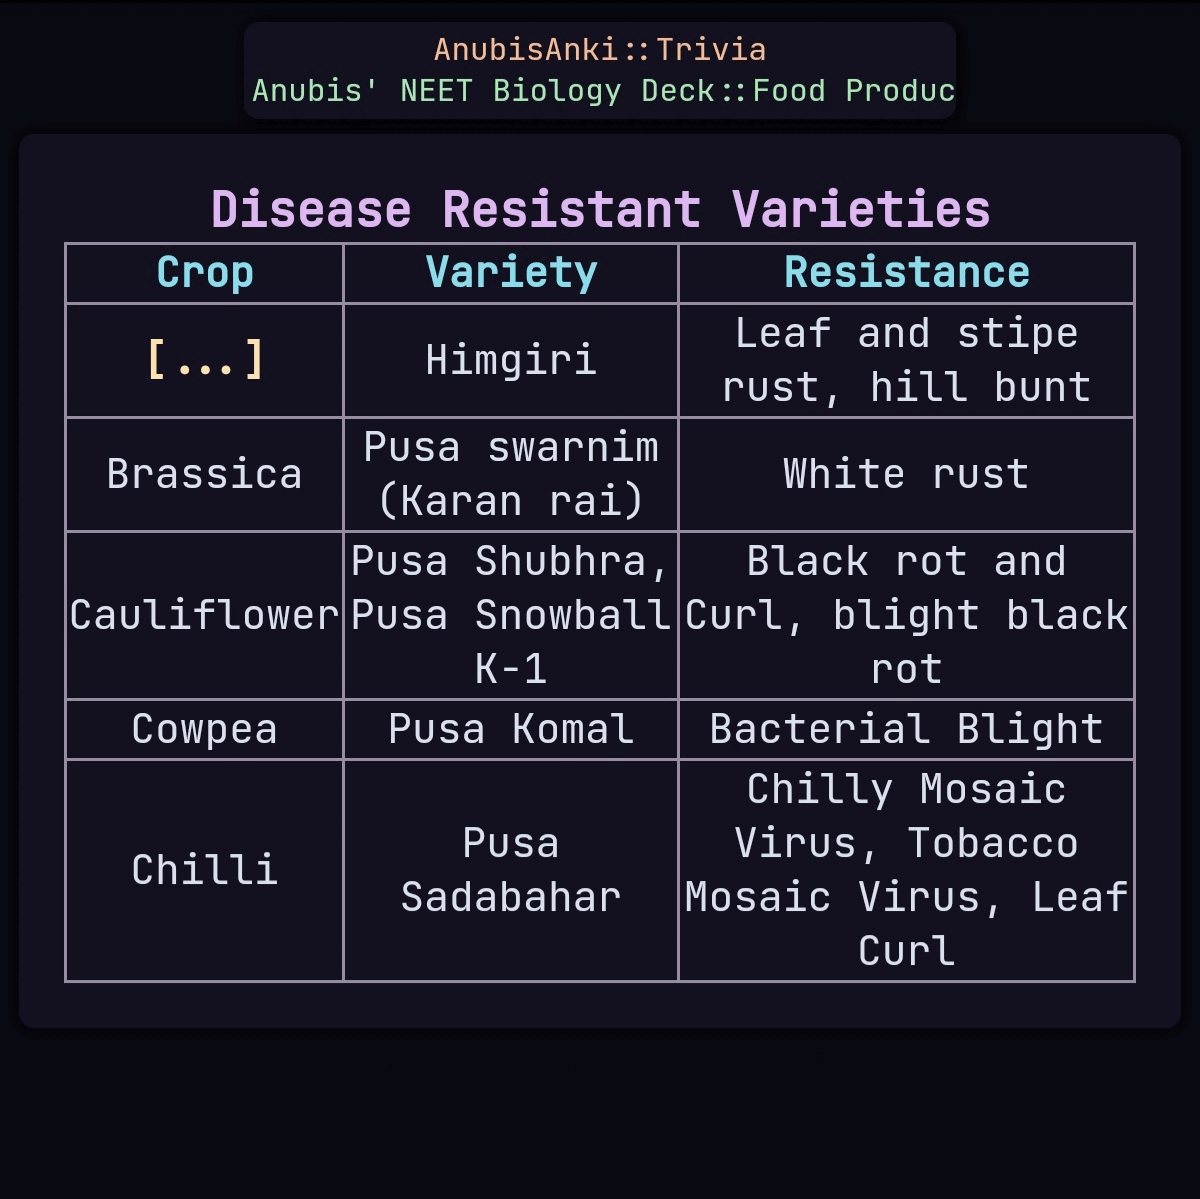 AnubisAnki::Trivia
Anubis' NEET Biology Deck::Food Produc
Disease Resistant Varieties
Crop
Variety
Resistance
[...]
Himgiri
Leaf and stipe
rust, hill bunt
Brassica
Pusa swarnim
(Karan rai)
White rust
Cauliflower
Pusa Shubhra,
Pusa Snowball
K-1
Black rot and
Curl, blight black
rot
Cowpea
Pusa Komal
Bacterial Blight
Chilli
Pusa
Sadabahar
Chilly Mosaic
Virus, Tobacco
Mosaic Virus, Leaf
Curl